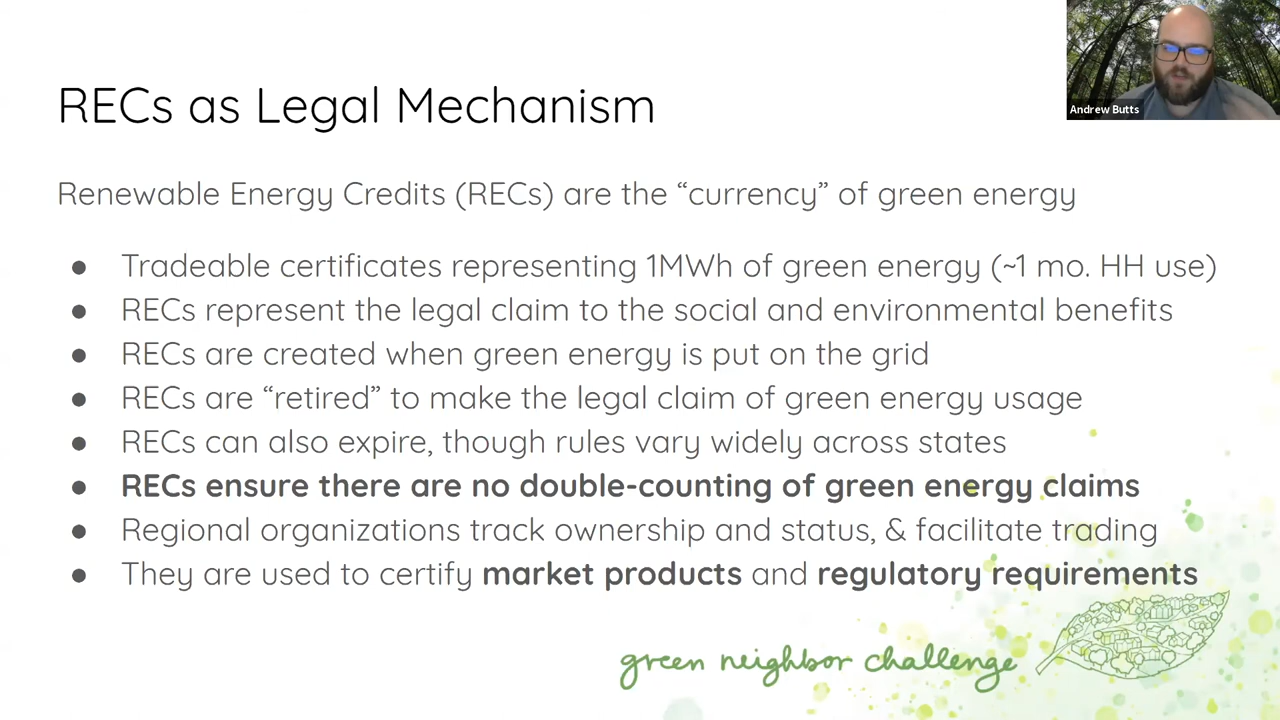 Andrew Butts
RECs as Legal Mechanism
Renewable Energy Credits (RECs) are the “currency” of green energy
● Tradeable certificates representing 1MWh of green energy (~1 mo. HH use)
● RECs represent the legal claim to the social and environmental benefits
● RECs are created when green energy is put on the grid
● RECs are “retired” to make the legal claim of green energy usage
● RECs can also expire, though rules vary widely across states
● RECs ensure there are no double-counting of green energy claims
● Regional organizations track ownership and status, & facilitate trading
● They are used to certify market products and regulatory requirements
green neighbor challenge